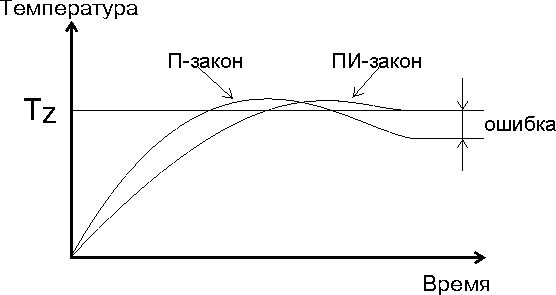 Температура
П-закон
ПИ-закон
Tz
ошибка
Время